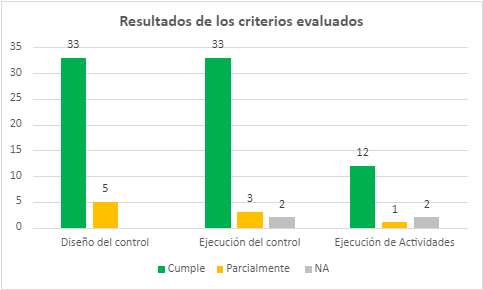 Resultados de los criterios evaluados
35
30
25
20
15
10
5
0
33
5
33
3
2
12
1
2
Diseño del control
Ejecución del control
Ejecución de Actividades
Cumple
Parcialmente
NA